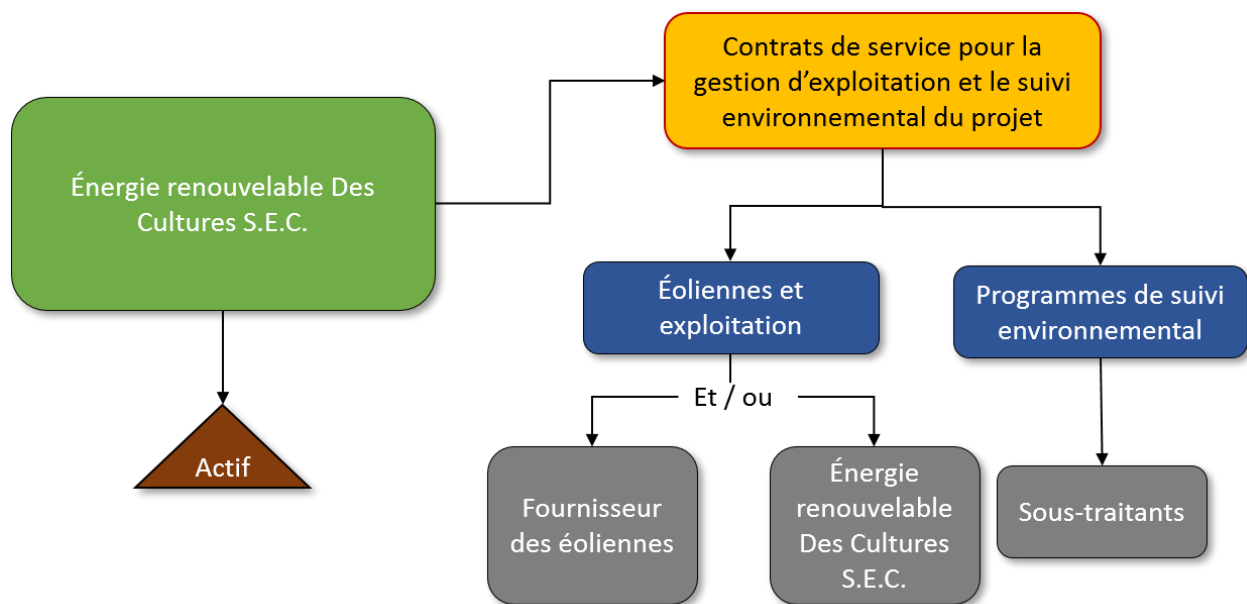 Contrats de service pour la
gestion d’exploitation et le suivi
environnemental du projet
Énergie renouvelable Des
Cultures S.E.C.
Éoliennes et
exploitation
Programmes de suivi
environnemental
Et / ou
Actif
Fournisseur
des éoliennes
Énergie
renouvelable
Des Cultures
S.E.C.
Sous-traitants